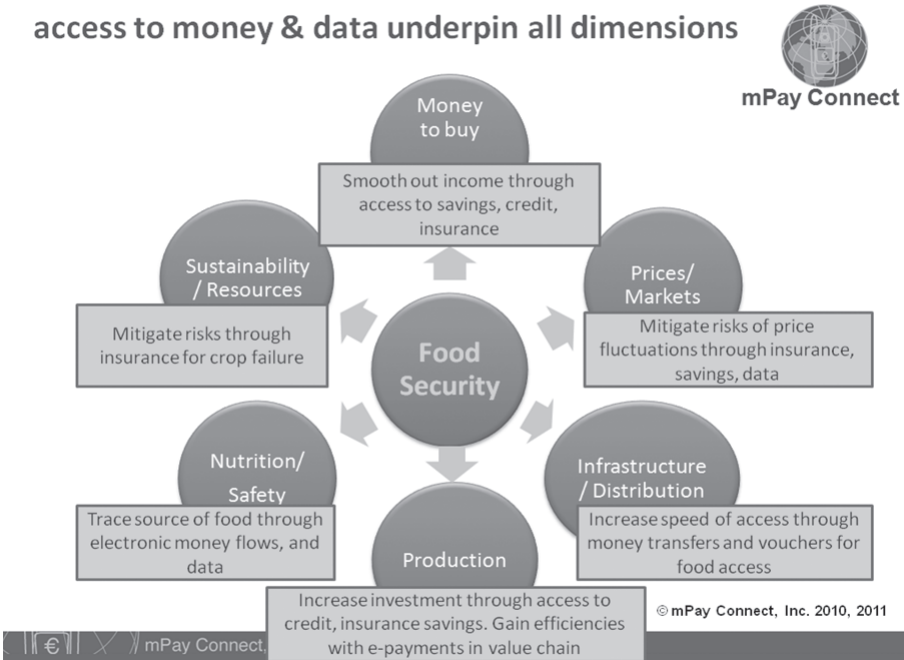 access to money & data underpin all dimensions
mPay Connect
Money
to buy
Smooth out income through
access to savings, credit,
insurance
Sustainability
/ Resources
Mitigate risks through
insurance for crop failure
Prices/
Markets
Mitigate risks of price
fluctuations through insurance,
savings, data
Food
Security
Nutrition/
Safety
Trace source of food through
electronic money flows, and
data
Infrastructure
/ Distribution
Increase speed of access through
money transfers and vouchers for
food access
Production
Increase investment through access to
credit, insurance savings. Gain efficiencies
with e-payments in value chain
© mPay Connect, Inc. 2010, 2011
€
mPay Connect,